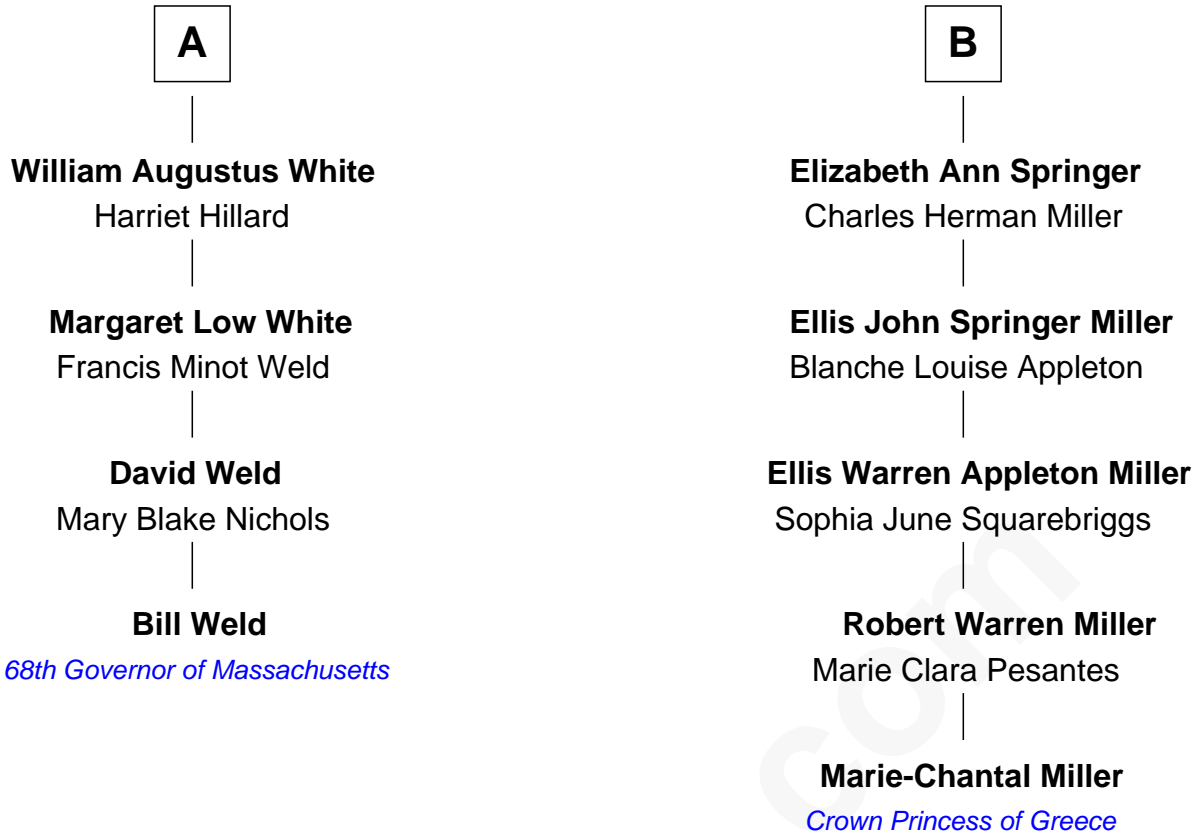 A
William Augustus White
Harriet Hillard
Margaret Low White
Francis Minot Weld
David Weld
Mary Blake Nichols
Bill Weld
68th Governor of Massachusetts
B
Elizabeth Ann Springer
Charles Herman Miller
Ellis John Springer Miller
Blanche Louise Appleton
Ellis Warren Appleton Miller
Sophia June Squarebriggs
Robert Warren Miller
Marie Clara Pesantes
Marie-Chantal Miller
Crown Princess of Greece
com